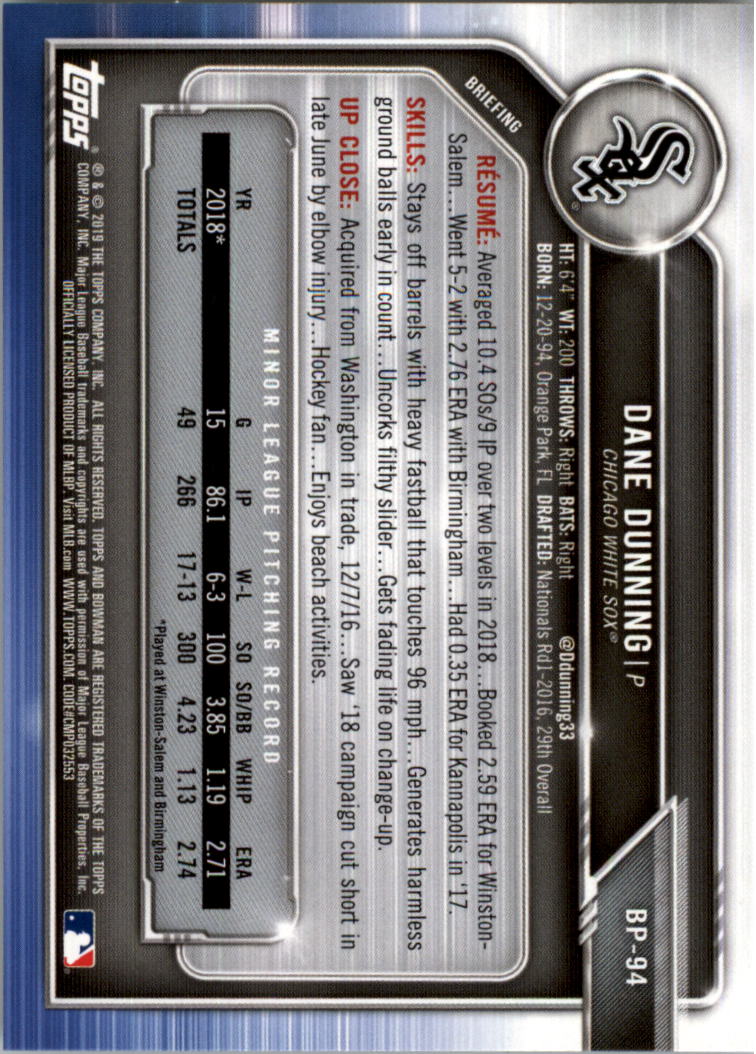 BP-94
DANE DUNNING | P
CHICAGO WHITE SOX®
Sox
®
HT: 6'4" WT: 200 THROWS: Right BATS: Right @Ddunning33
BORN: 12-20-94, Orange Park, FL DRAFTED: Nationals Rd1-2016, 29th Overall
BRIEFING
RÉSUMÉ: Averaged 10.4 SOs/9 IP over two levels in 2018...Booked 2.59 ERA for Winston-
Salem...Went 5-2 with 2.76 ERA with Birmingham...Had 0.35 ERA for Kannapolis in '17.
SKILLS: Stays off barrels with heavy fastball that touches 96 mph...Generates harmless
ground balls early in count...Uncorks filthy slider...Gets fading life on change-up.
UP CLOSE: Acquired from Washington in trade, 12/7/16...Saw '18 campaign cut short in
late June by elbow injury...Hockey fan...Enjoys beach activities.
MINOR LEAGUE PITCHING RECORD
YR G IP W-L SO SO/BB WHIP ERA
2018* 15 86.1 6-3 100 3.85 1.19 2.71
TOTALS 49 266 17-13 300 4.23 1.13 2.74
*Played at Winston-Salem and Birmingham
topps®
® & © 2019 THE TOPPS COMPANY, INC. ALL RIGHTS RESERVED. TOPPS AND BOWMAN ARE REGISTERED TRADEMARKS OF THE TOPPS
COMPANY, INC. Major League Baseball trademarks and copyrights are used with permission of Major League Baseball Properties, Inc.
OFFICIALLY LICENSED PRODUCT OF MLBP. Visit MLB.com WWW.TOPPS.COM CODE#CMP032553